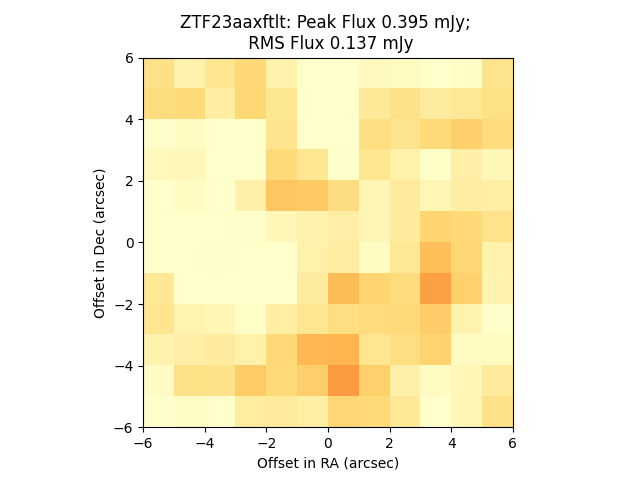 ZTF23aaxftlt: Peak Flux 0.395 mJy;
RMS Flux 0.137 mJy
6
4
2
0
−2
−4
−6
Offset in Dec (arcsec)
−6 −4 −2 0 2 4 6
Offset in RA (arcsec)